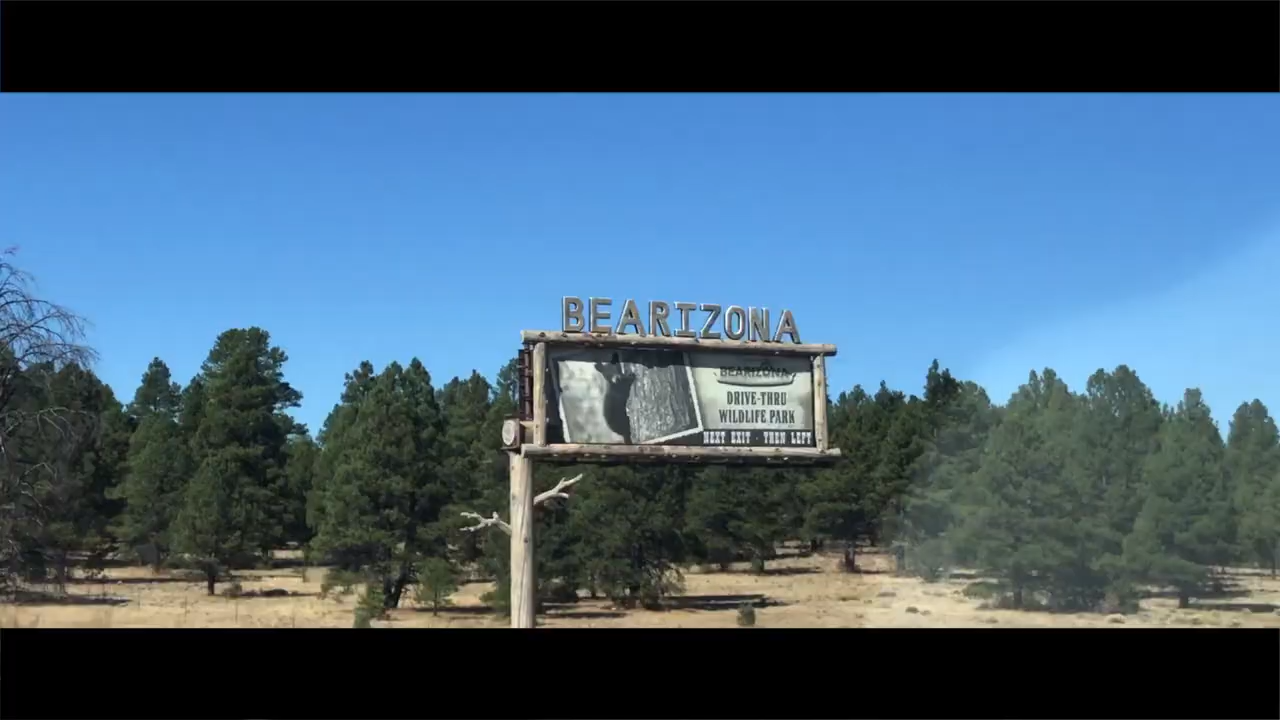 BEARIZONA
BEARIZONA
DRIVE-THRU
WILDLIFE PARK
NEXT EXIT - THEN LEFT